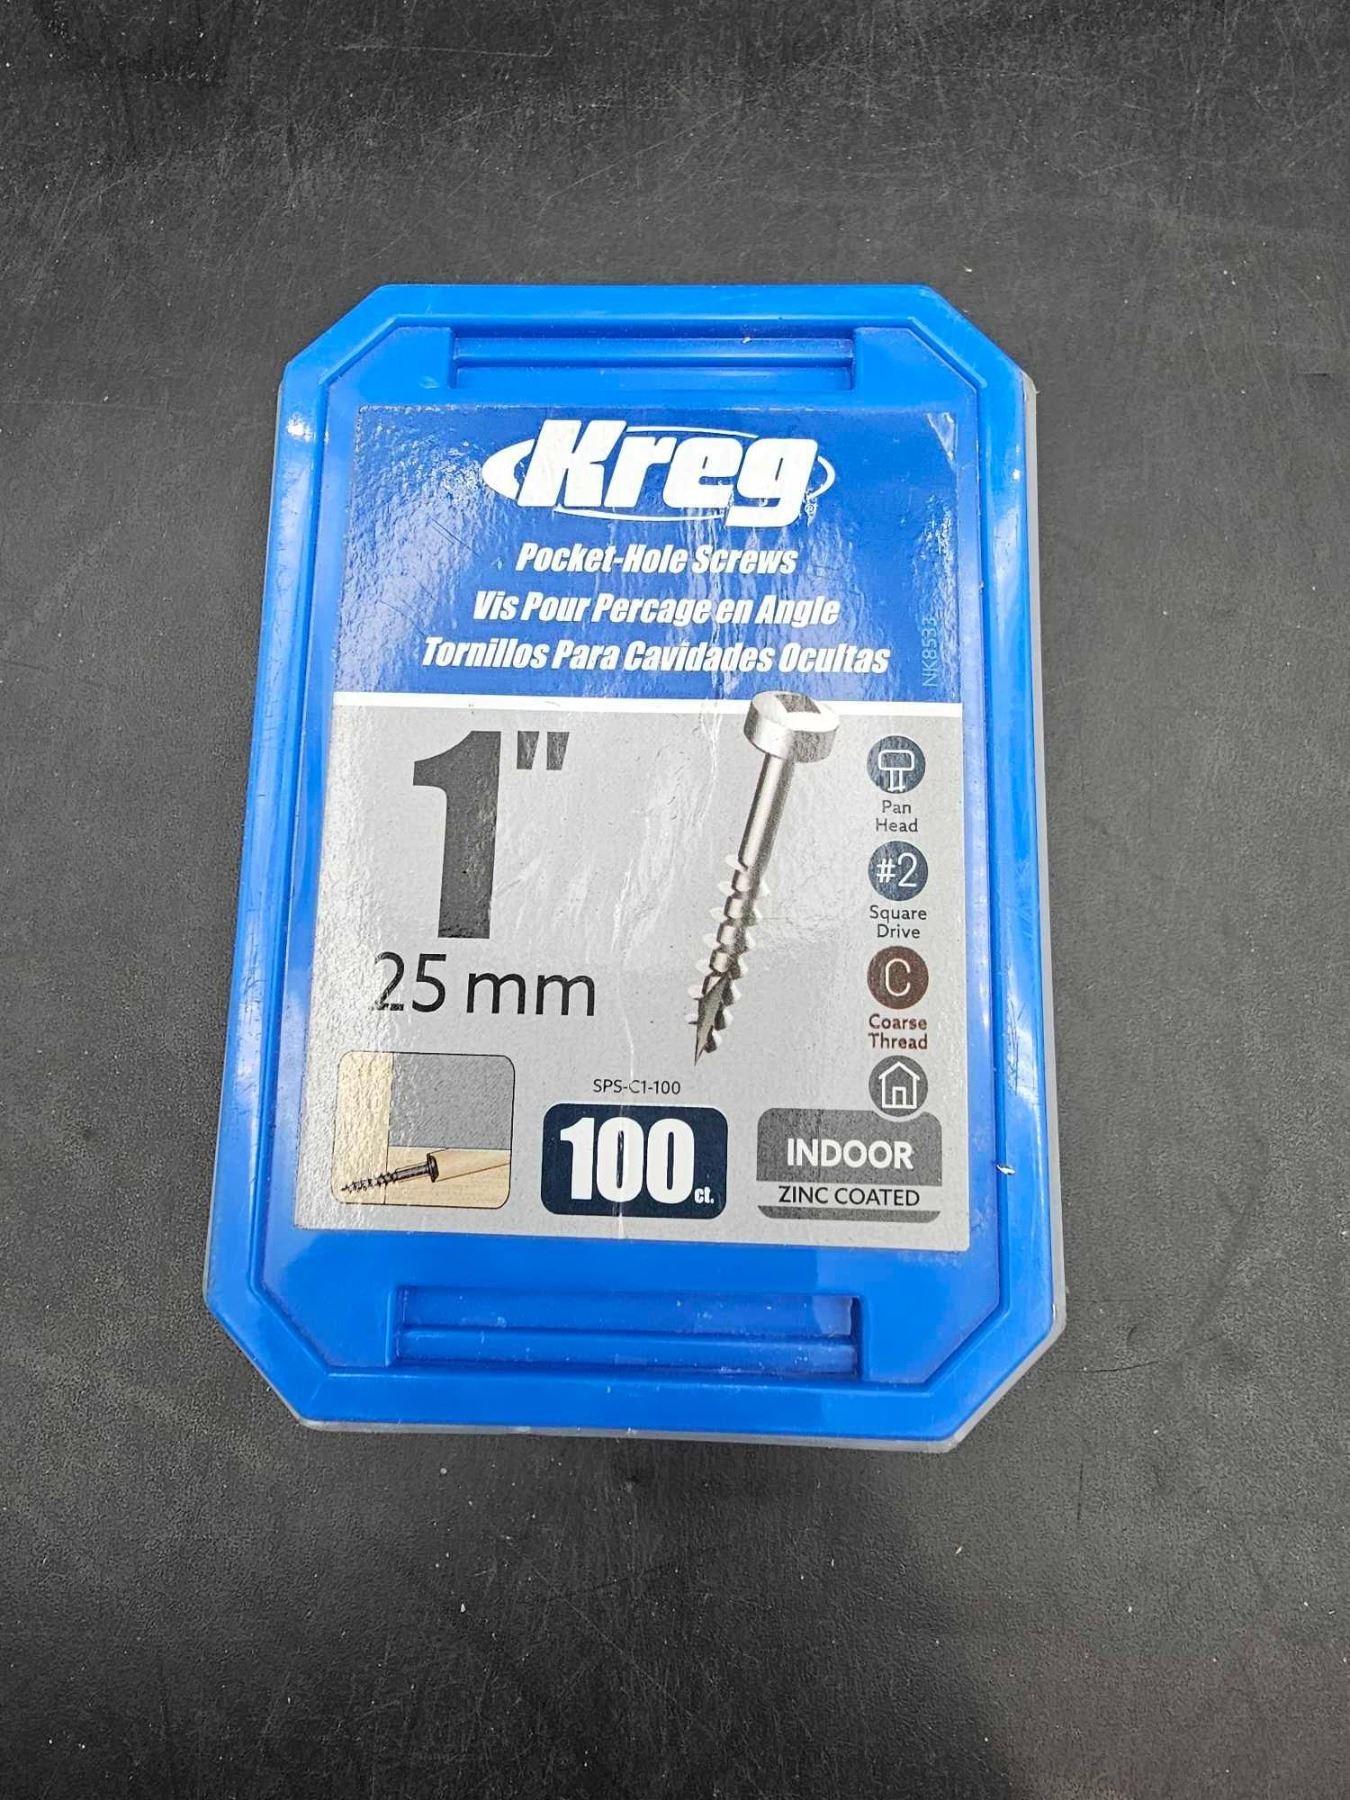 Kreg®
Pocket-Hole Screws
Vis Pour Percage en Angle
Tornillos Para Cavidades Ocultas
NK8533
1"
25 mm
Pan
Head
#2
Square
Drive
C
Coarse
Thread
SPS-C1-100
100 ct.
INDOOR
ZINC COATED